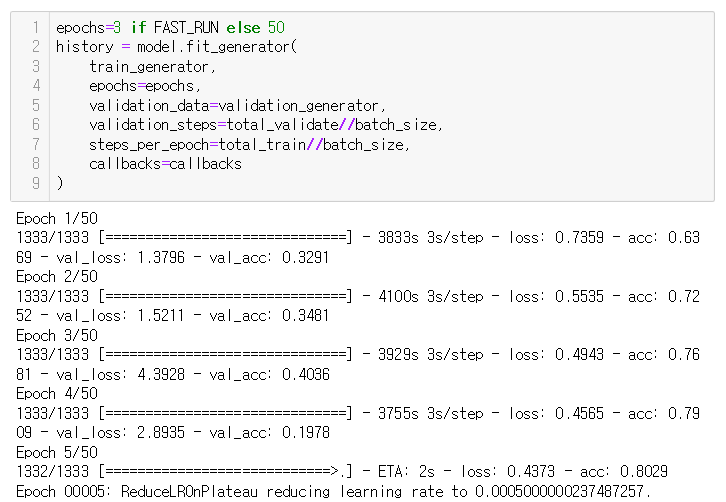 1 epochs=3 if FAST_RUN else 50
2 history = model.fit_generator(
3     train_generator,
4     epochs=epochs,
5     validation_data=validation_generator,
6     validation_steps=total_validate//batch_size,
7     steps_per_epoch=total_train//batch_size,
8     callbacks=callbacks
9 )
Epoch 1/50
1333/1333 [==============================] - 3833s 3s/step - loss: 0.7359 - acc: 0.63
69 - val_loss: 1.3796 - val_acc: 0.3291
Epoch 2/50
1333/1333 [==============================] - 4100s 3s/step - loss: 0.5535 - acc: 0.72
52 - val_loss: 1.5211 - val_acc: 0.3481
Epoch 3/50
1333/1333 [==============================] - 3929s 3s/step - loss: 0.4943 - acc: 0.76
81 - val_loss: 4.3928 - val_acc: 0.4036
Epoch 4/50
1333/1333 [==============================] - 3755s 3s/step - loss: 0.4565 - acc: 0.79
09 - val_loss: 2.8935 - val_acc: 0.1978
Epoch 5/50
1332/1333 [============================>.] - ETA: 2s - loss: 0.4373 - acc: 0.8029
Epoch 00005: ReduceLROnPlateau reducing learning rate to 0.0005000000237487257.